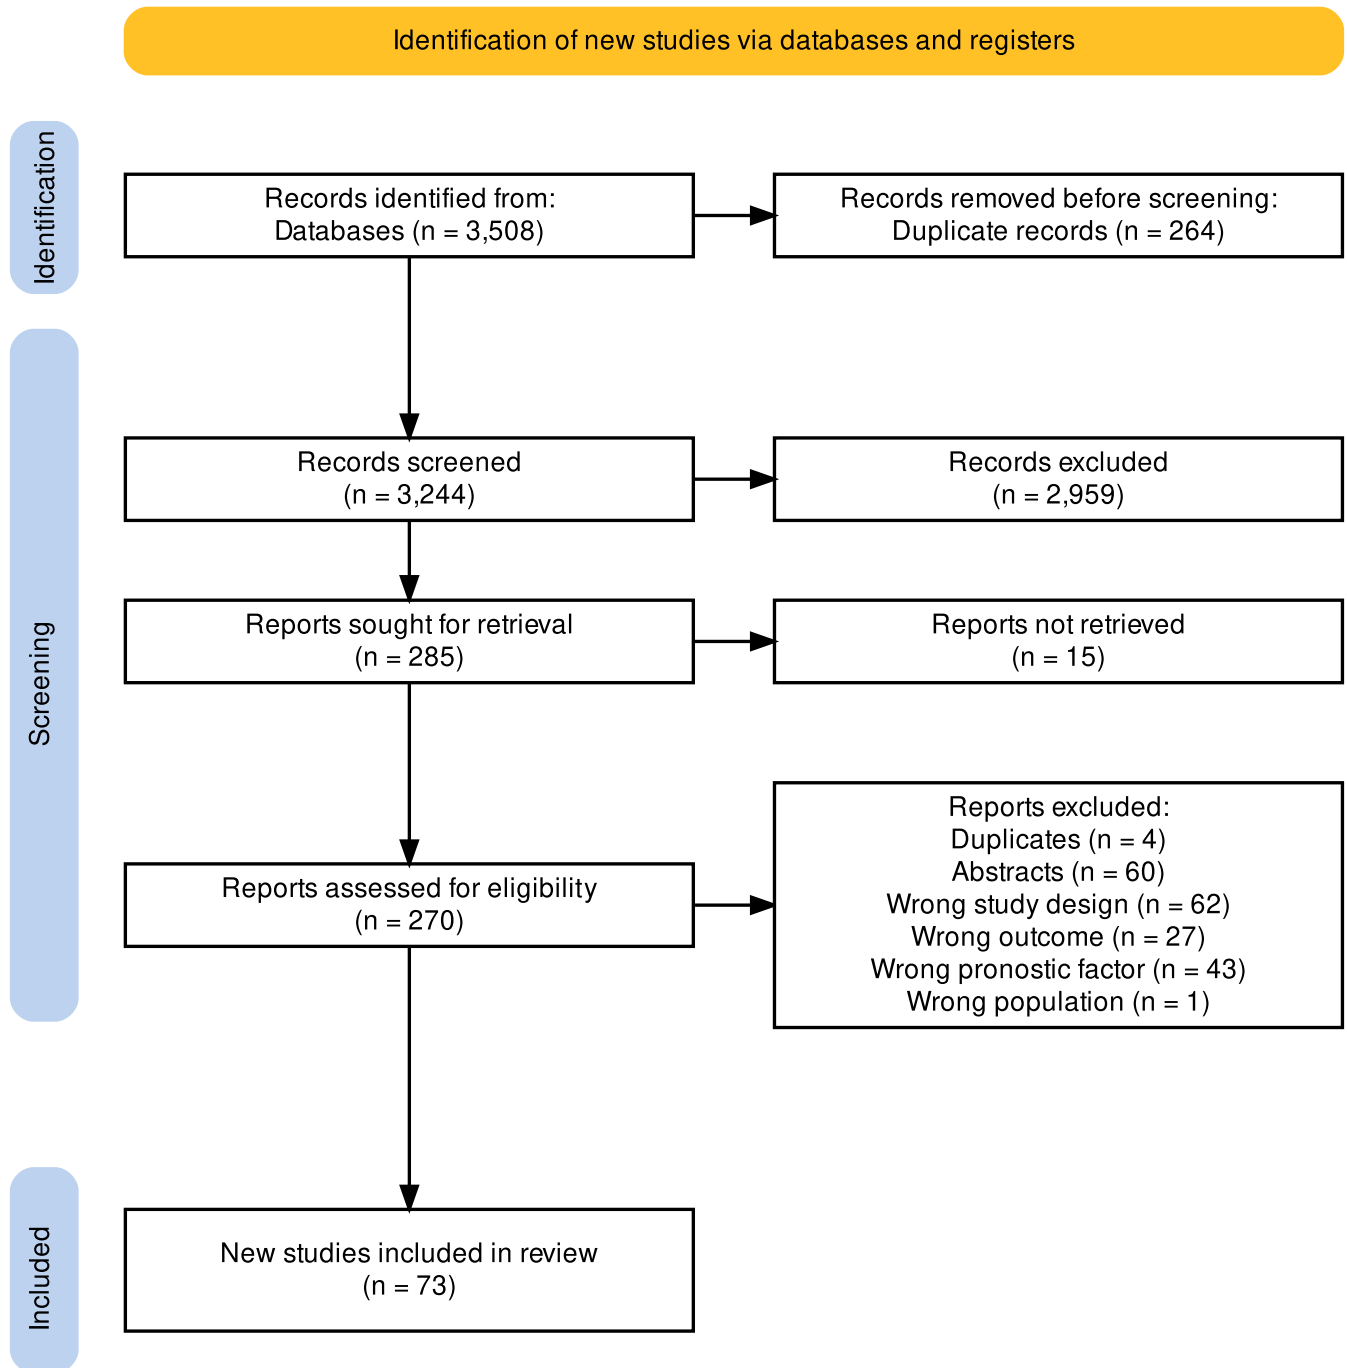 Identification of new studies via databases and registers
Identification
Records identified from:
Databases (n = 3,508)
Records removed before screening:
Duplicate records (n = 264)
Screening
Records screened
(n = 3,244)
Records excluded
(n = 2,959)
Reports sought for retrieval
(n = 285)
Reports not retrieved
(n = 15)
Reports assessed for eligibility
(n = 270)
Reports excluded:
Duplicates (n = 4)
Abstracts (n = 60)
Wrong study design (n = 62)
Wrong outcome (n = 27)
Wrong pronostic factor (n = 43)
Wrong population (n = 1)
Included
New studies included in review
(n = 73)